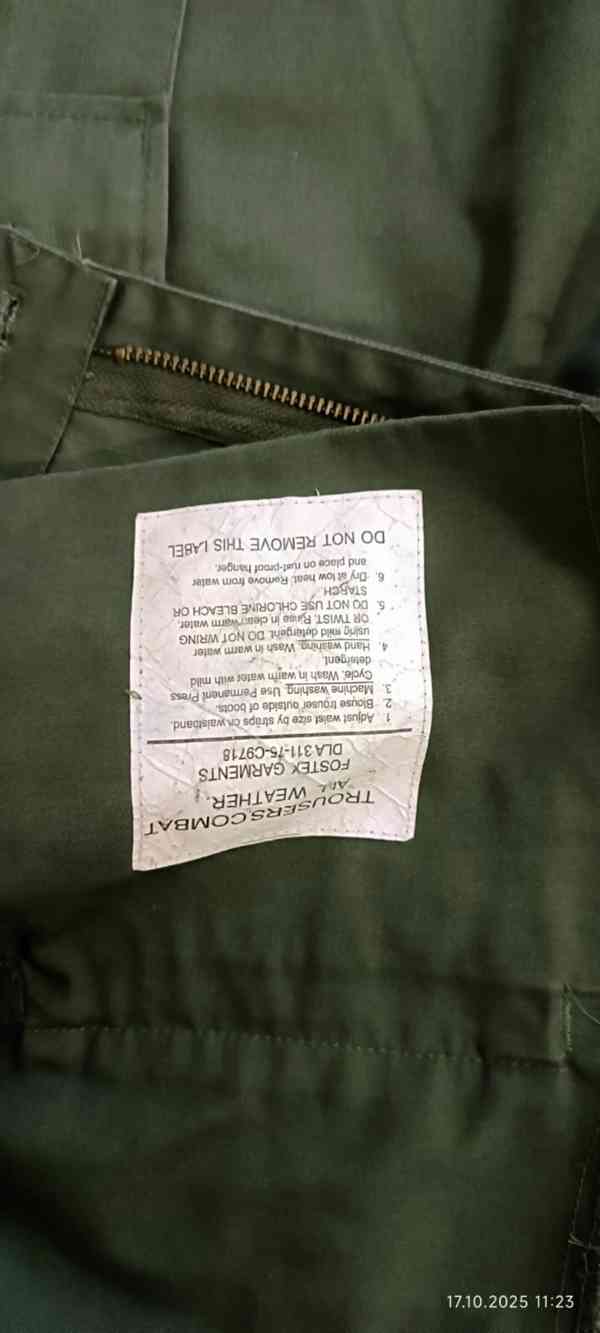 TROUSERS,COMBAT
ALL WEATHER.
FOSTEX GARMENTS
DLA 311-75-C9718
1 Adjust waist size by straps on waistband.
2 Blouse trouser outside of boots.
3. Machine washing. Use Permanent Press
Cycle. Wash in warm water with mild
detergent.
4. Hand washing. Wash in warm water
using mild detergent. DO NOT WRING
OR TWIST. Rinse in clean warm water.
5. DO NOT USE CHLORINE BLEACH OR
STARCH.
6. Dry at low heat. Remove from water
and place on rust-proof hanger.
DO NOT REMOVE THIS LABEL
17.10.2025 11:23